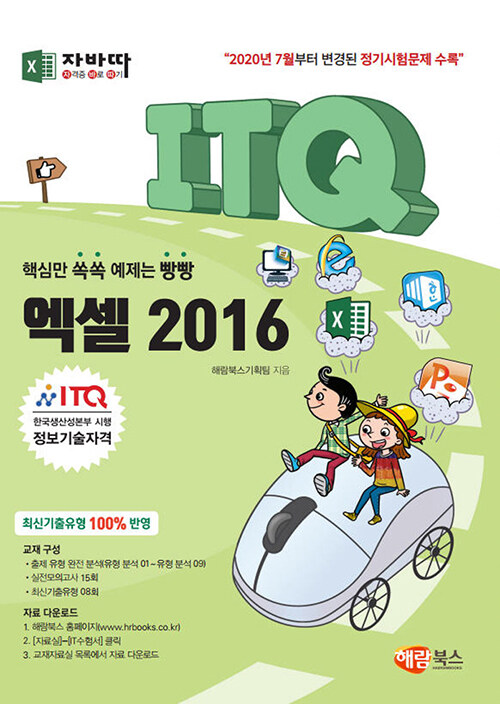 자바따
자격증 바로 따기
“2020년 7월부터 변경된 정기시험문제 수록”
ITQ
핵심만 쏙쏙 예제는 빵빵
엑셀 2016
해람북스기획팀 지음
ITQ
한국생산성본부 시행
정보기술자격
최신기출유형 100% 반영
교재 구성
• 출제 유형 완전 분석(유형 분석 01 ~ 유형 분석 09)
• 실전모의고사 15회
• 최신기출유형 08회
자료 다운로드
1. 해람북스 홈페이지(www.hrbooks.co.kr)
2. [자료실]-[IT수험서] 클릭
3. 교재자료실 목록에서 자료 다운로드
해람북스
HAERAMBOOKS